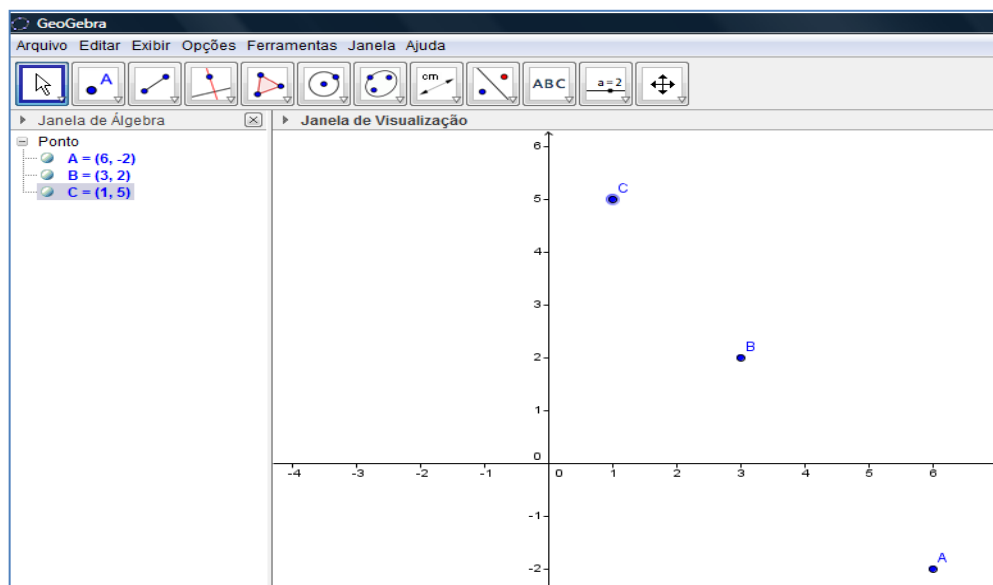 GeoGebra
Arquivo Editar Exibir Opções Ferramentas Janela Ajuda
A
cm
ABC
a=2
Janela de Álgebra
Janela de Visualização
Ponto
A = (6, -2)
B = (3, 2)
C = (1, 5)
6
C
5
4
3
B
2
1
0
-4 -3 -2 -1 0 1 2 3 4 5 6
-1
A
-2